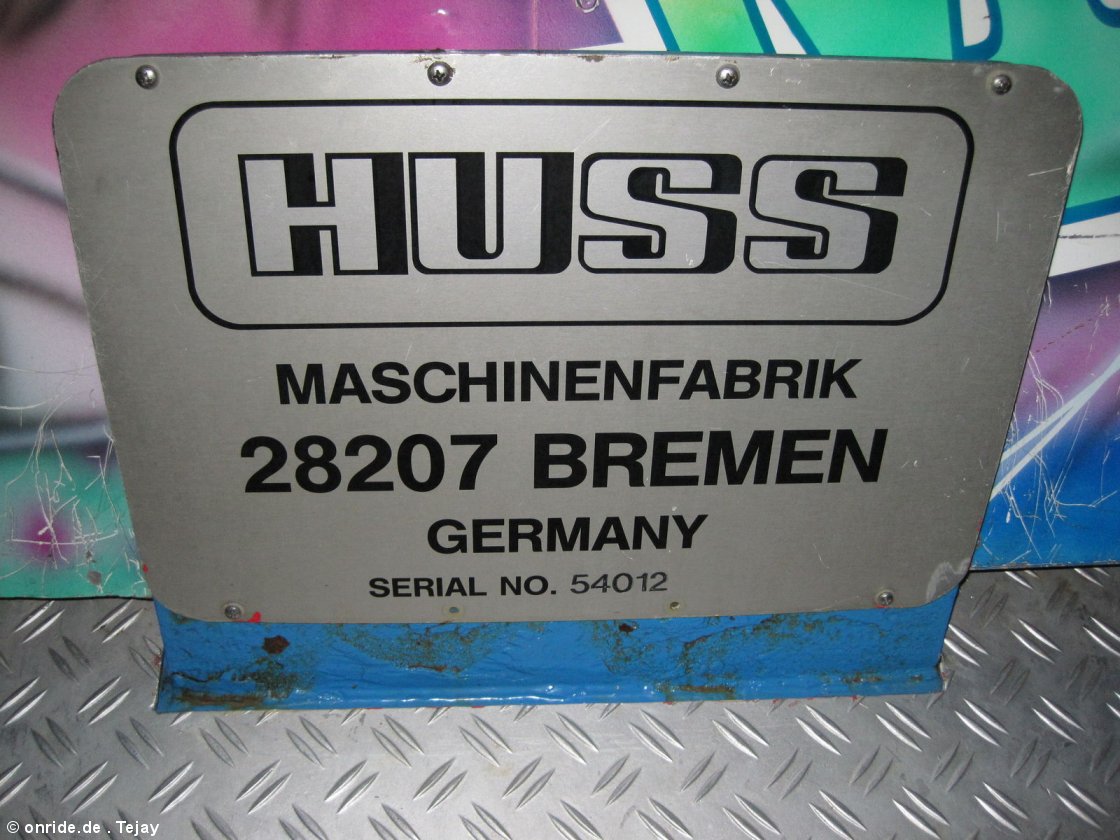 HUSS
MASCHINENFABRIK
28207 BREMEN
GERMANY
SERIAL NO. 54012
© onride.de . Tejay